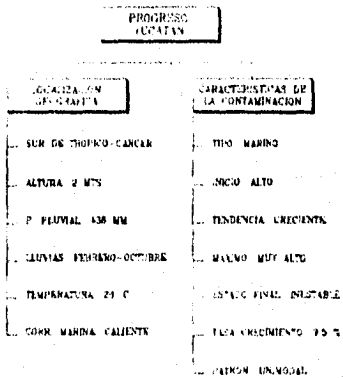 PROGRESO
YUCATAN
LOCALIZACION
GEOGRAFICA
SUR DE TROPICO-CANCAR
ALTURA 2 MTS
P PLUVIAL 438 MM
LLUVIAS FEBRERO-OCTUBRE
TEMPERATURA 24 C
CORR MARINA CALIENTE
CARACTERISTICAS DE
LA CONTAMINACION
TIPO MARINO
INICIO ALTO
TENDENCIA CRECIENTE
MAXIMO MUY ALTO
ESTADO FINAL INESTABLE
TASA CRECIMIENTO %
PATRON UNIMODAL